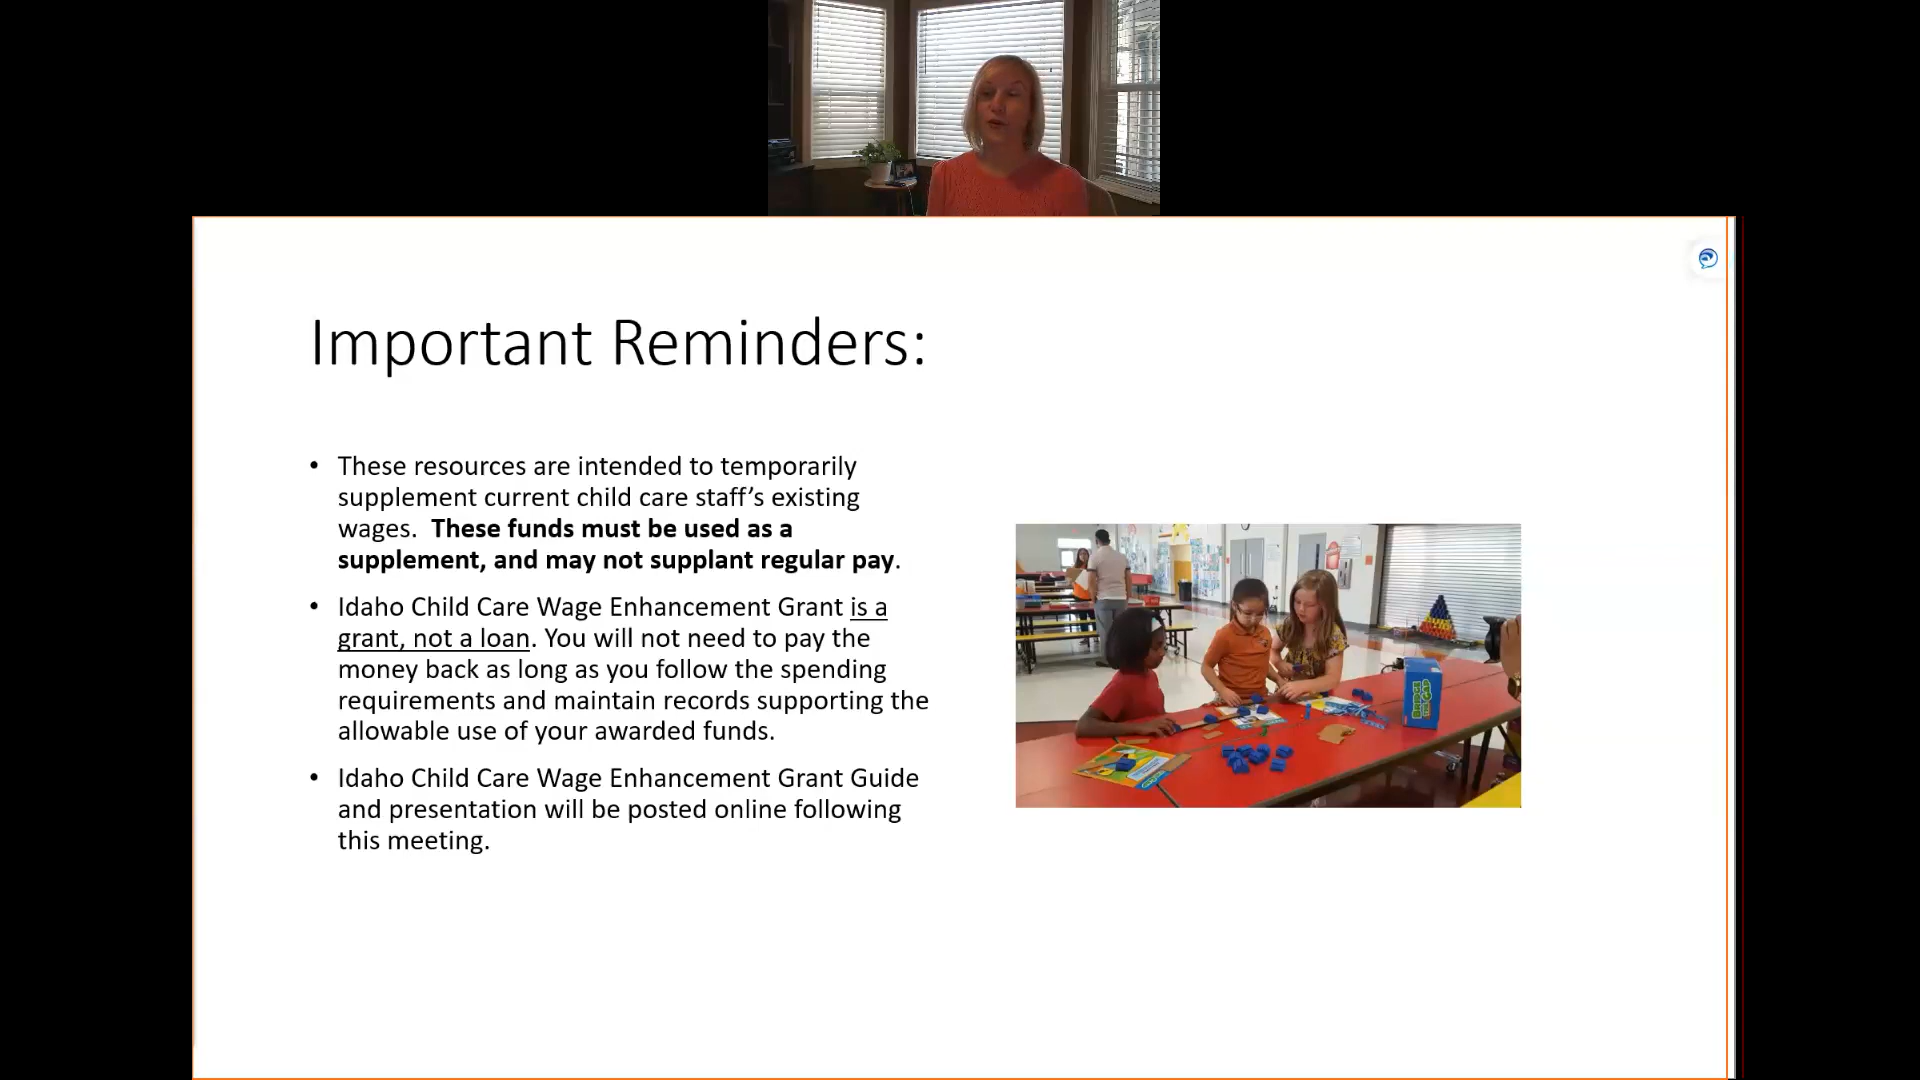 Important Reminders:
• These resources are intended to temporarily
supplement current child care staff’s existing
wages.  These funds must be used as a
supplement, and may not supplant regular pay.
• Idaho Child Care Wage Enhancement Grant is a
grant, not a loan. You will not need to pay the
money back as long as you follow the spending
requirements and maintain records supporting the
allowable use of your awarded funds.
• Idaho Child Care Wage Enhancement Grant Guide
and presentation will be posted online following
this meeting.
BRIDGE
THE GAP